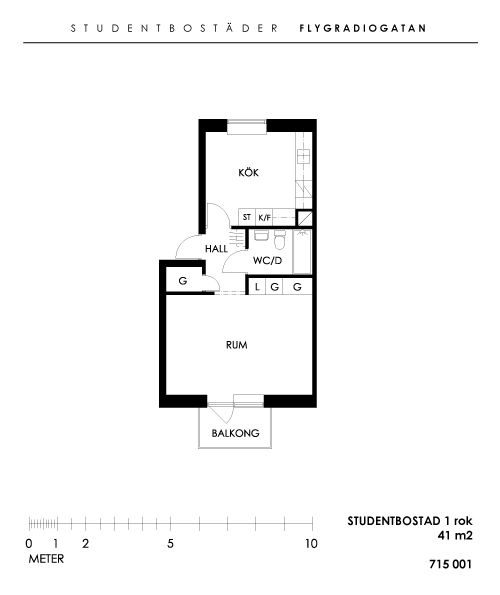 STUDENTBOSTÄDER FLYGRADIOGATAN
KÖK
ST K/F
HALL
WC/D
G
L G G
RUM
BALKONG
0 1 2 5 10
METER
STUDENTBOSTAD 1 rok
41 m2
715 001